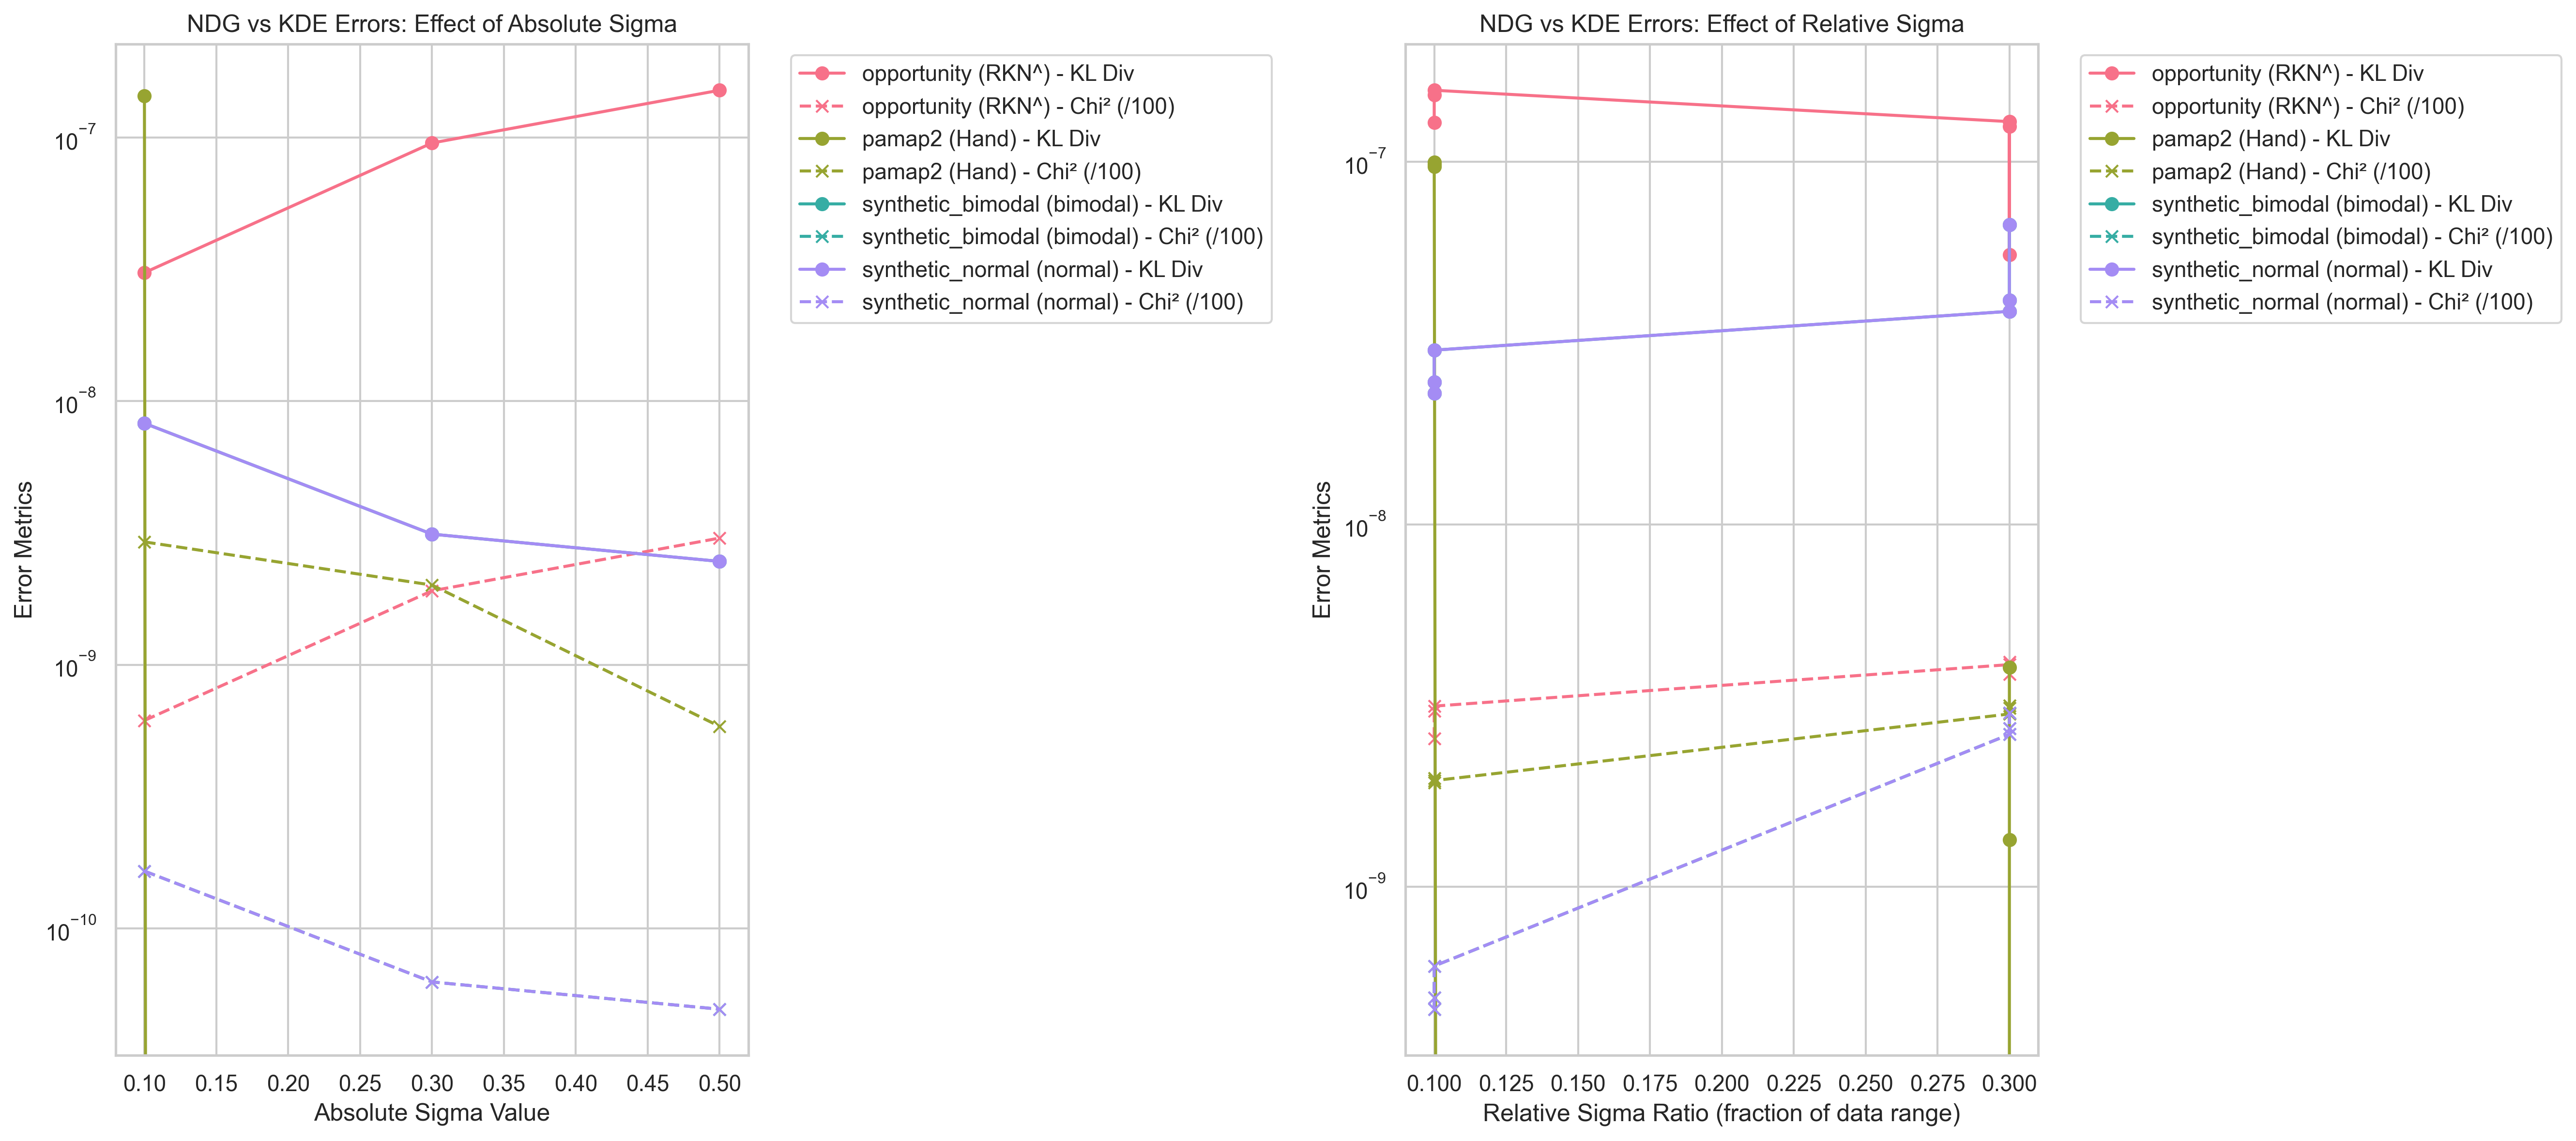 NDG vs KDE Errors: Effect of Absolute Sigma
Error Metrics
10⁻⁷
10⁻⁸
10⁻⁹
10⁻¹⁰
0.10 0.15 0.20 0.25 0.30 0.35 0.40 0.45 0.50
Absolute Sigma Value
opportunity (RKN^) - KL Div
opportunity (RKN^) - Chi² (/100)
pamap2 (Hand) - KL Div
pamap2 (Hand) - Chi² (/100)
synthetic_bimodal (bimodal) - KL Div
synthetic_bimodal (bimodal) - Chi² (/100)
synthetic_normal (normal) - KL Div
synthetic_normal (normal) - Chi² (/100)
NDG vs KDE Errors: Effect of Relative Sigma
Error Metrics
10⁻⁷
10⁻⁸
10⁻⁹
0.100 0.125 0.150 0.175 0.200 0.225 0.250 0.275 0.300
Relative Sigma Ratio (fraction of data range)
opportunity (RKN^) - KL Div
opportunity (RKN^) - Chi² (/100)
pamap2 (Hand) - KL Div
pamap2 (Hand) - Chi² (/100)
synthetic_bimodal (bimodal) - KL Div
synthetic_bimodal (bimodal) - Chi² (/100)
synthetic_normal (normal) - KL Div
synthetic_normal (normal) - Chi² (/100)